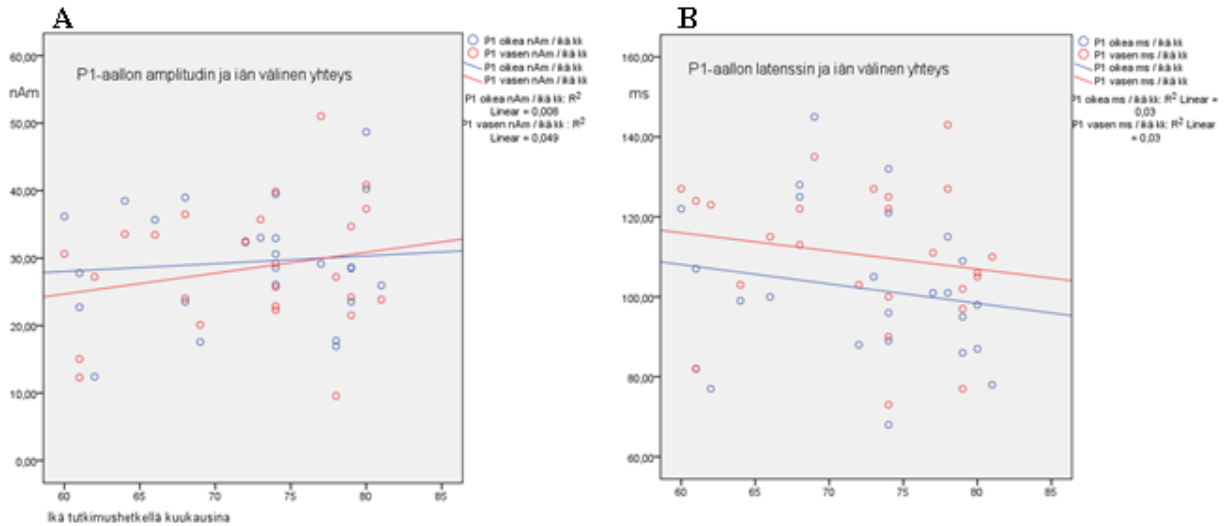 A
60,00
50,00
40,00
30,00
20,00
10,00
0,00
nAm
P1-aallon amplitudin ja iän välinen yhteys
60
65
70
75
80
85
Ikä tutkimushetkellä kuukausina
P1 oikea nAm / ikä kk
P1 vasen nAm / ikä kk
P1 oikea nAm / ikä kk
P1 vasen nAm / ikä kk
P1 oikea nAm / ikä kk: R²
Linear = 0,008
P1 vasen nAm / ikä kk : R²
Linear = 0,049
B
160,00
140,00
120,00
100,00
80,00
60,00
ms
P1-aallon latenssin ja iän välinen yhteys
60
65
70
75
80
85
P1 oikea ms / ikä kk
P1 vasen ms / ikä kk
P1 oikea ms / ikä kk
P1 vasen ms / ikä kk
P1 oikea ms / ikä kk: R² Linear =
0,03
P1 vasen ms / ikä kk: R² Linear
= 0,03